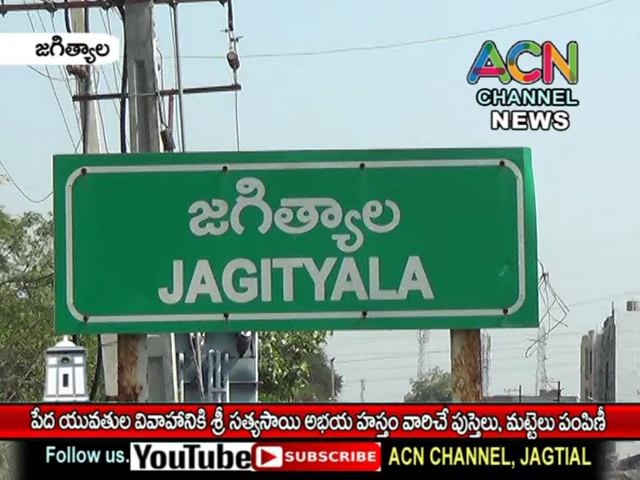 జగిత్యాల
ACN
CHANNEL
NEWS
జగిత్యాల
JAGITYALA
పేద యువతుల వివాహానికి శ్రీ సత్యసాయి అభయ హస్తం వారిచే పుస్తెలు, మట్టెలు పంపిణీ
Follow us. YouTube SUBSCRIBE ACN CHANNEL, JAGTIAL